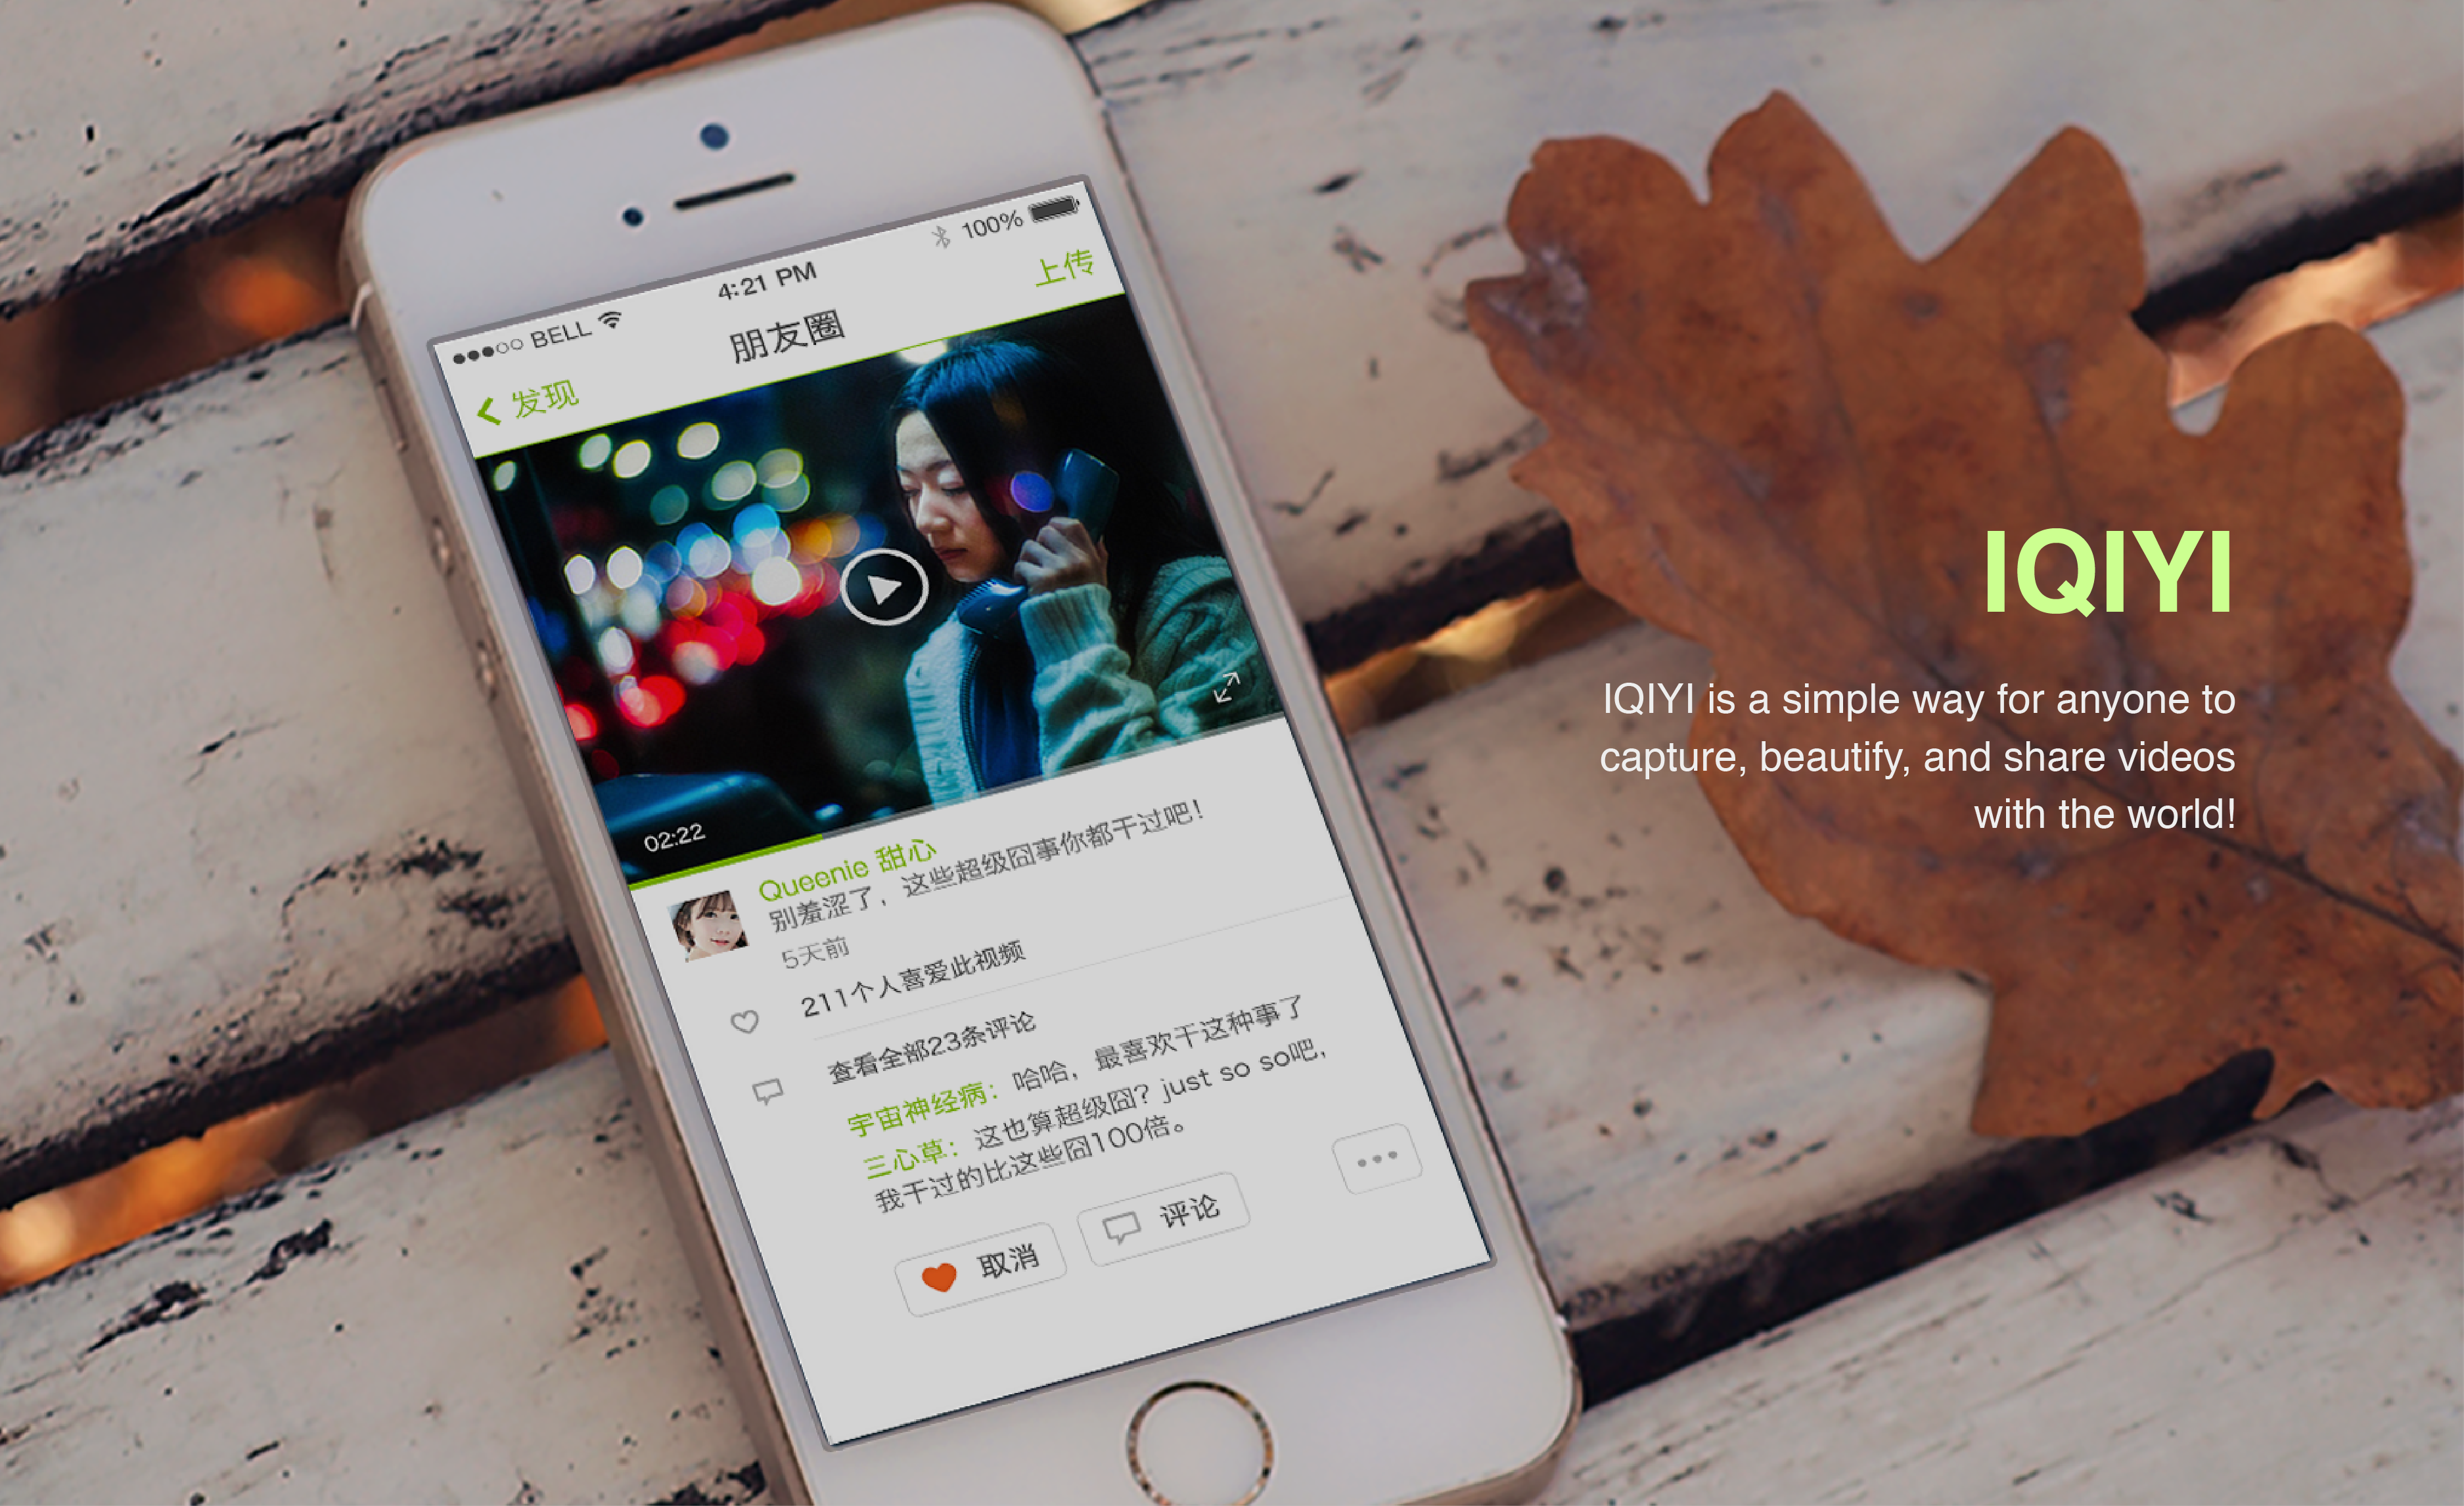 BELL 4:21 PM 100%
发现 朋友圈 上传
02:22
Queenie 甜心
别羞涩了，这些超级囧事你都干过吧！
5天前
211个人喜爱此视频
查看全部23条评论
宇宙神经病：哈哈，最喜欢干这种事了
三心草：这也算超级囧？just so so吧，
我干过的比这些囧100倍。
取消 评论
IQIYI
IQIYI is a simple way for anyone to
capture, beautify, and share videos
with the world!